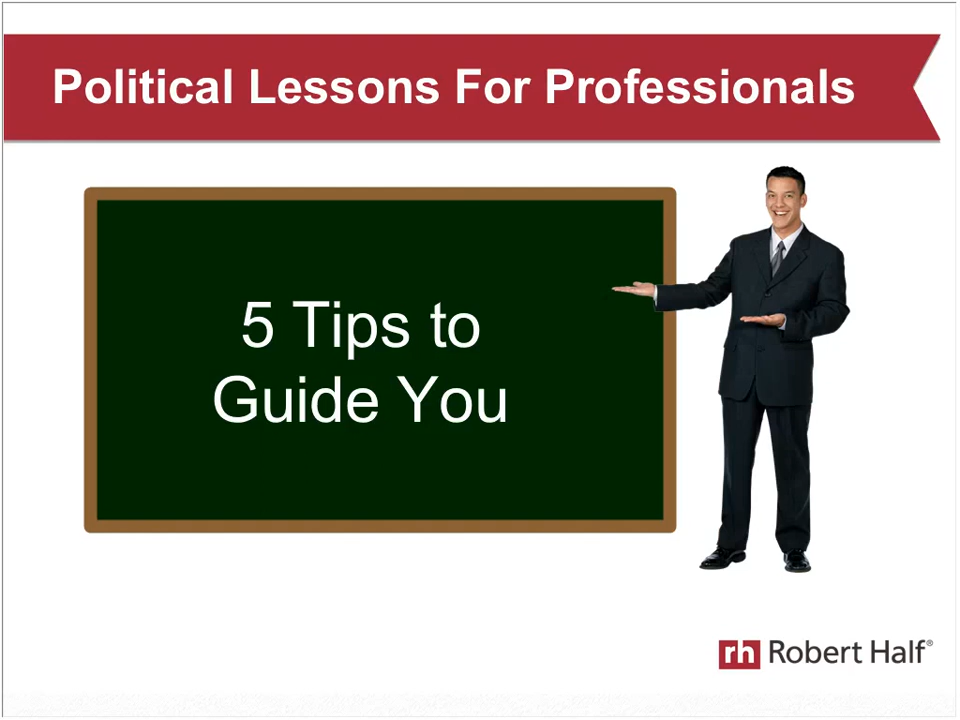 Political Lessons For Professionals
5 Tips to
Guide You
rh Robert Half®